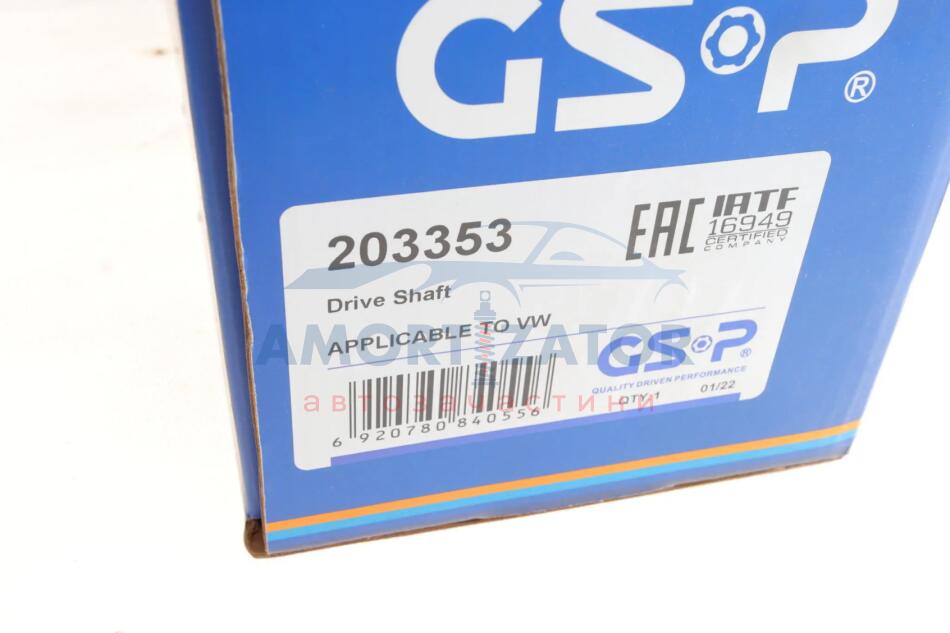 GSP®
203353
EAC
IATF
16949
CERTIFIED
COMPANY
Drive Shaft
APPLICABLE TO VW
AMORTIZATOR
автозапчастини
GSP®
QUALITY DRIVEN PERFORMANCE
QTY:1 01/22
6 920780 840556